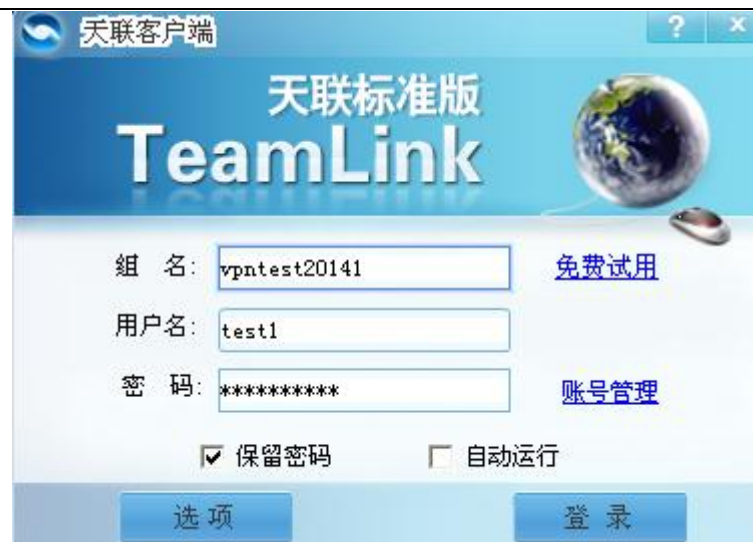 天联客户端
? ×
天联标准版
TeamLink
组 名: vpntest20141 免费试用
用户名: test1
密 码: ********** 账号管理
保留密码 自动运行
选项 登录